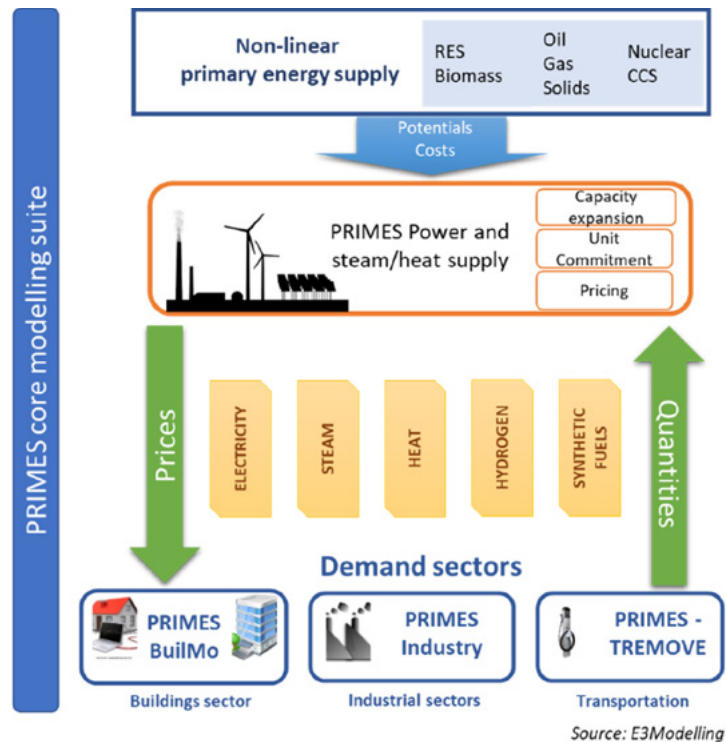 PRIMES core modelling suite
Non-linear
primary energy supply
RES
Biomass
Oil
Gas
Solids
Nuclear
CCS
Potentials
Costs
PRIMES Power and
steam/heat supply
Capacity
expansion
Unit
Commitment
Pricing
Prices
ELECTRICITY
STEAM
HEAT
HYDROGEN
SYNTHETIC
FUELS
Quantities
Demand sectors
PRIMES
BuilMo
PRIMES
Industry
PRIMES -
TREMOVE
Buildings sector
Industrial sectors
Transportation
Source: E3Modelling